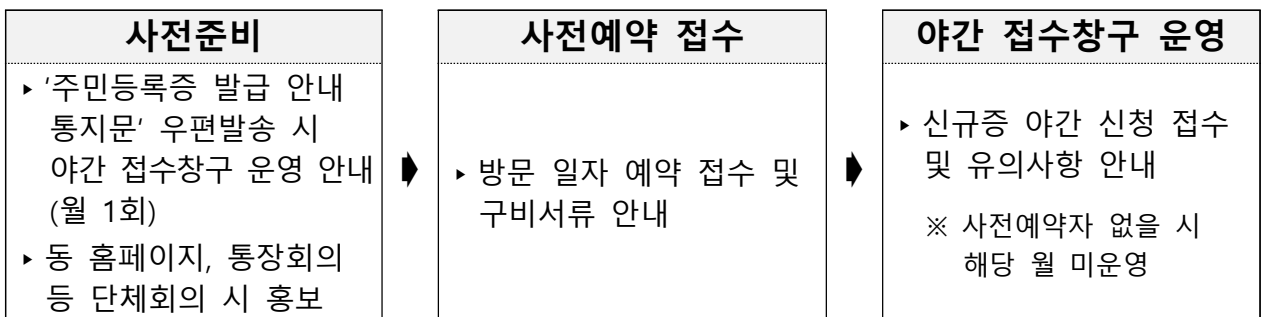 사전준비
▸ '주민등록증 발급 안내
통지문' 우편발송 시
야간 접수창구 운영 안내
(월 1회)
▸ 동 홈페이지, 통장회의
등 단체회의 시 홍보
사전예약 접수
▸ 방문 일자 예약 접수 및
구비서류 안내
야간 접수창구 운영
▸ 신규증 야간 신청 접수
및 유의사항 안내
※ 사전예약자 없을 시
해당 월 미운영